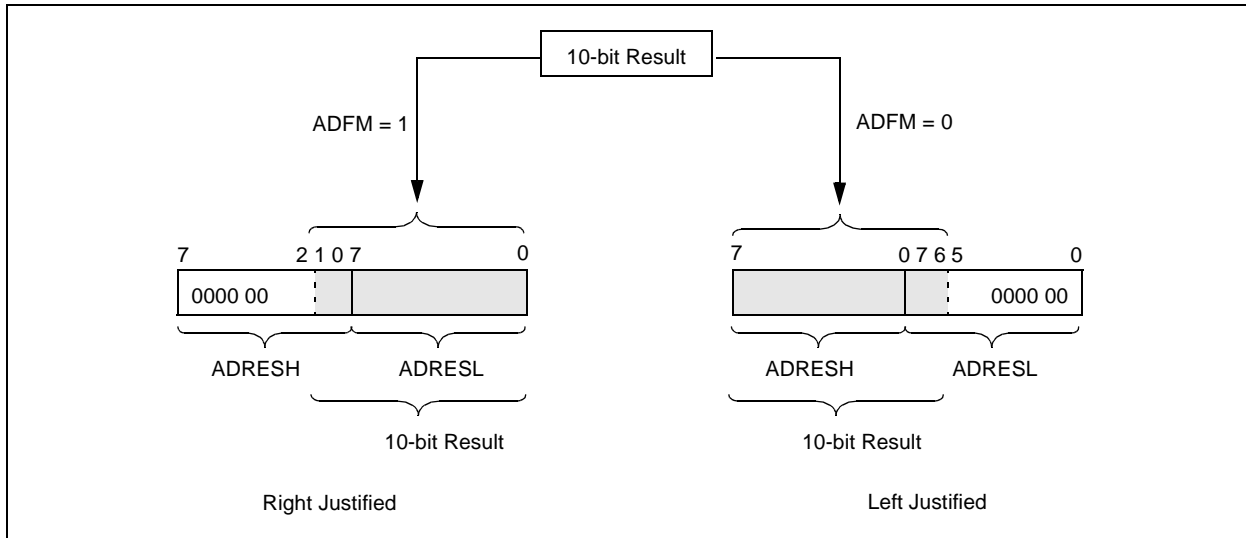 10-bit Result
ADFM = 1
ADFM = 0
7 2 1 0 7 0
7 0 7 6 5 0
0000 00
0000 00
ADRESH
ADRESL
ADRESH
ADRESL
10-bit Result
10-bit Result
Right Justified
Left Justified